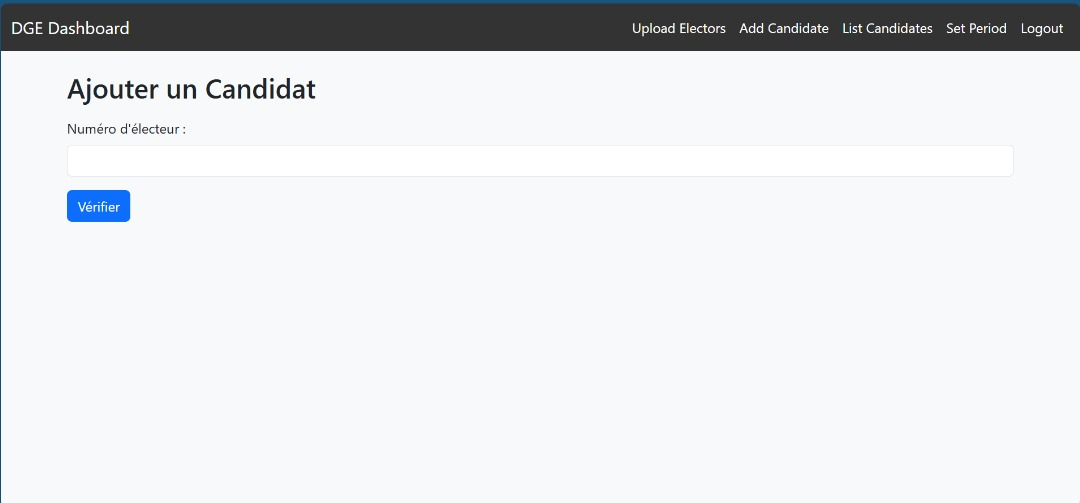 DGE Dashboard
Upload Electors
Add Candidate
List Candidates
Set Period
Logout
Ajouter un Candidat
Numéro d'électeur :
Vérifier